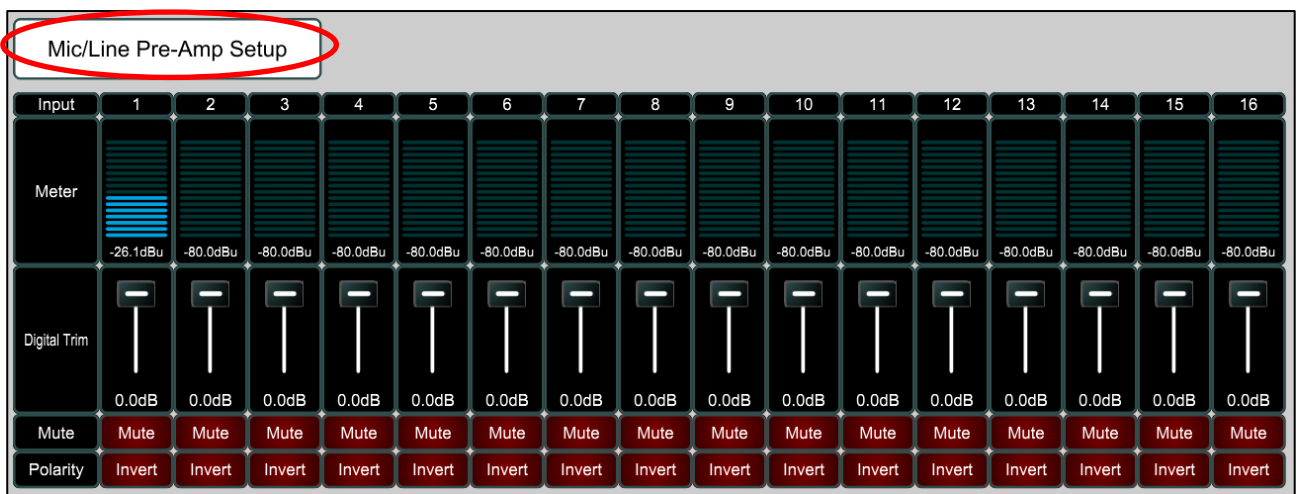 Mic/Line Pre-Amp Setup
Input 1 2 3 4 5 6 7 8 9 10 11 12 13 14 15 16
Meter
-26.1dBu -80.0dBu -80.0dBu -80.0dBu -80.0dBu -80.0dBu -80.0dBu -80.0dBu -80.0dBu -80.0dBu -80.0dBu -80.0dBu -80.0dBu -80.0dBu -80.0dBu -80.0dBu
Digital Trim
0.0dB 0.0dB 0.0dB 0.0dB 0.0dB 0.0dB 0.0dB 0.0dB 0.0dB 0.0dB 0.0dB 0.0dB 0.0dB 0.0dB 0.0dB 0.0dB
Mute Mute Mute Mute Mute Mute Mute Mute Mute Mute Mute Mute Mute Mute Mute Mute Mute
Polarity Invert Invert Invert Invert Invert Invert Invert Invert Invert Invert Invert Invert Invert Invert Invert Invert